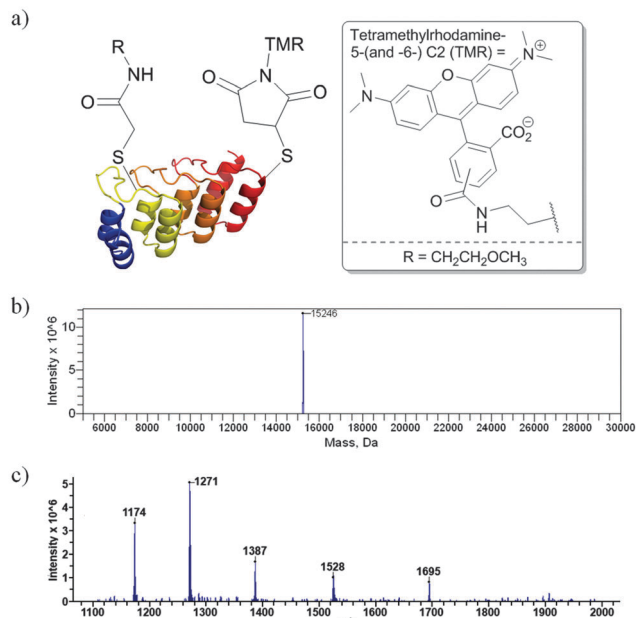 a)
R
NH
O
S
TMR
N
O
O
S
Tetramethylrhodamine-
5-(and -6-) C2 (TMR) =
N⊕
O
N
CO2⊖
O
N
H
R = CH2CH2OCH3
b)
Intensity x 10^6
10
5
0
15246
6000 8000 10000 12000 14000 16000 18000 20000 22000 24000 26000 28000 30000
Mass, Da
c)
Intensity x 10^6
5
4
3
2
1
0
1174
1271
1387
1528
1695
1100 1200 1300 1400 1500 1600 1700 1800 1900 2000